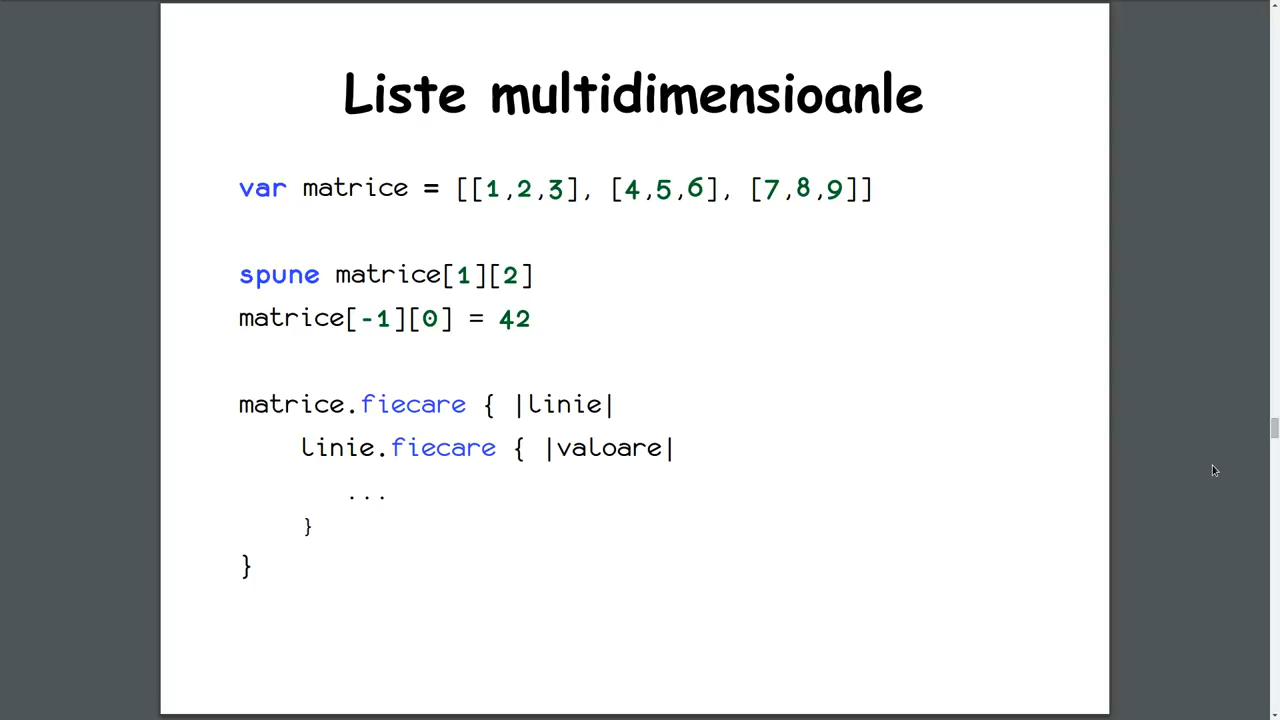 Liste multidimensioanle
var matrice = [[1,2,3], [4,5,6], [7,8,9]]
spune matrice[1][2]
matrice[-1][0] = 42
matrice.fiecare { |linie|
linie.fiecare { |valoare|
...
}
}